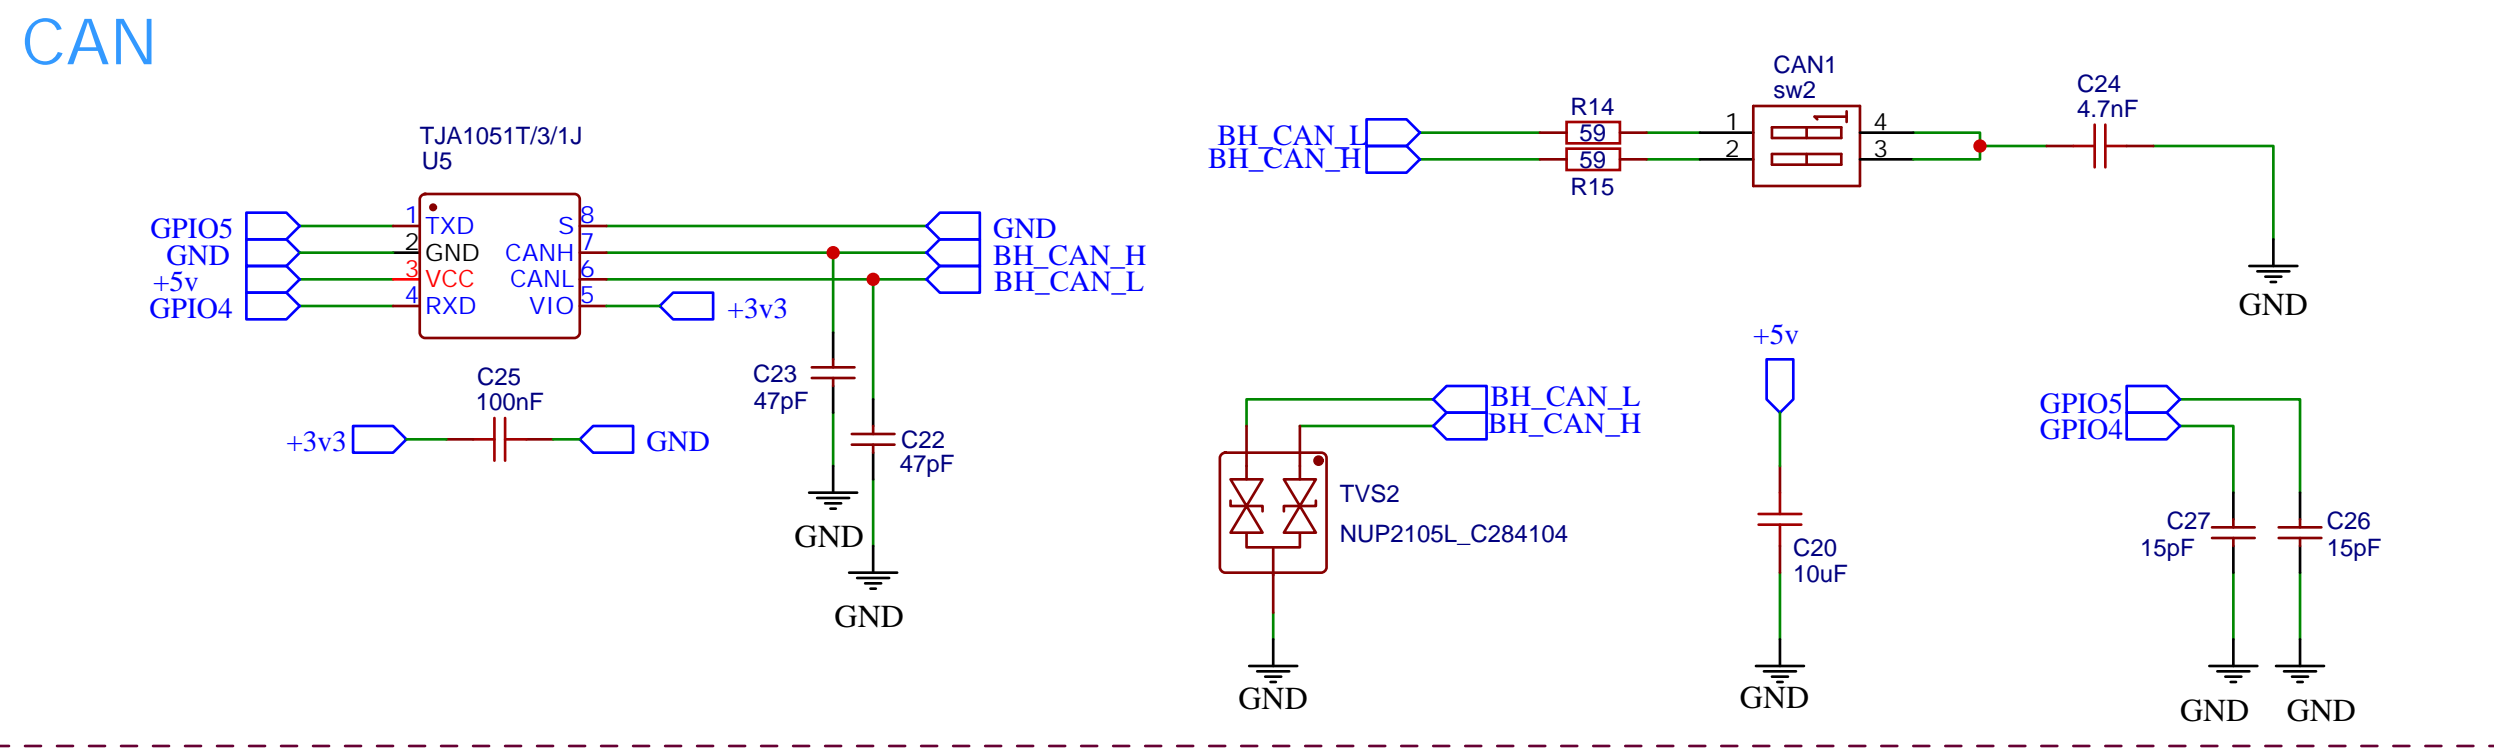 CAN
TJA1051T/3/1J
U5
GPIO5
GND
+5v
GPIO4
1
2
3
4
TXD
GND
VCC
RXD
S
CANH
CANL
VIO
8
7
6
5
GND
BH_CAN_H
BH_CAN_L
+3v3
C25
100nF
+3v3
GND
C23
47pF
GND
C22
47pF
GND
BH_CAN_L
BH_CAN_H
R14
59
59
R15
CAN1
sw2
1
2
1
4
3
C24
4.7nF
GND
BH_CAN_L
BH_CAN_H
TVS2
NUP2105L_C284104
GND
+5v
C20
10uF
GND
GPIO5
GPIO4
C27
15pF
C26
15pF
GND
GND